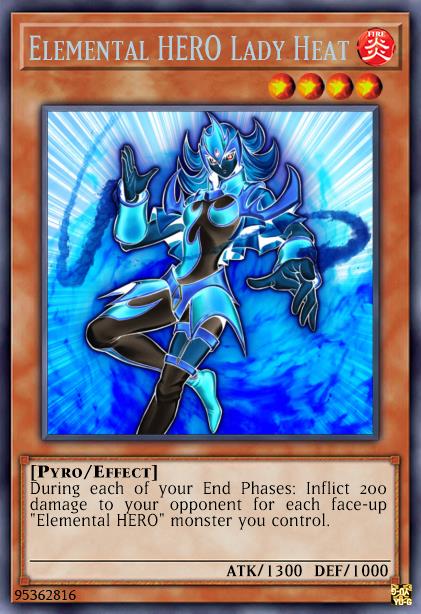 Elemental HERO Lady Heat
FIRE
炎
[Pyro/Effect]
During each of your End Phases: Inflict 200
damage to your opponent for each face-up
"Elemental HERO" monster you control.
ATK/1300 DEF/1000
95362816